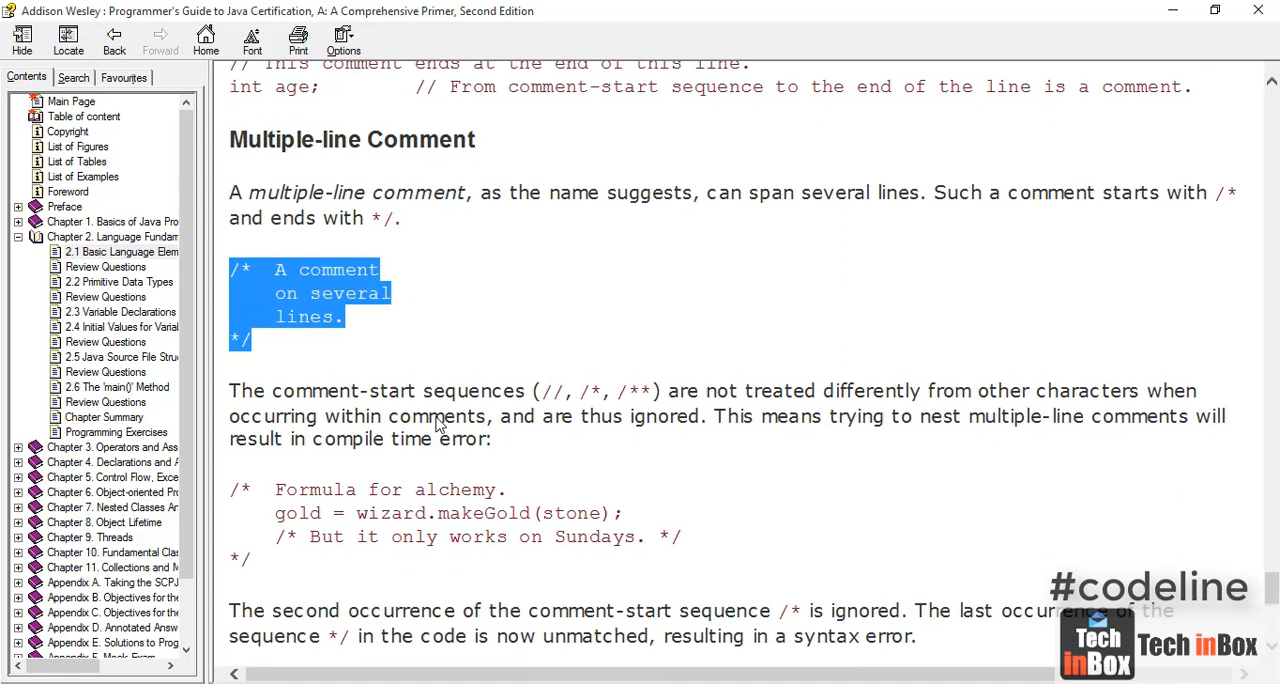 Addison Wesley : Programmer's Guide to Java Certification, A: A Comprehensive Primer, Second Edition
Hide Locate Back Forward Home Font Print Options
Contents Search Favourites
Main Page
Table of content
Copyright
List of Figures
List of Tables
List of Examples
Foreword
Preface
Chapter 1. Basics of Java Pro
Chapter 2. Language Fundam
2.1 Basic Language Elem
Review Questions
2.2 Primitive Data Types
Review Questions
2.3 Variable Declarations
2.4 Initial Values for Varial
Review Questions
2.5 Java Source File Stru
Review Questions
2.6 The 'main()' Method
Review Questions
Chapter Summary
Programming Exercises
Chapter 3. Operators and Ass
Chapter 4. Declarations and A
Chapter 5. Control Flow, Exce
Chapter 6. Object-oriented Pr
Chapter 7. Nested Classes An
Chapter 8. Object Lifetime
Chapter 9. Threads
Chapter 10. Fundamental Clas
Chapter 11. Collections and M
Appendix A. Taking the SCPJ
Appendix B. Objectives for the
Appendix C. Objectives for the
Appendix D. Annotated Answ
Appendix E. Solutions to Prog
Appendix F. Mock Exam
// This comment ends at the end of this line.
int age; // From comment-start sequence to the end of the line is a comment.
Multiple-line Comment
A multiple-line comment, as the name suggests, can span several lines. Such a comment starts with /*
and ends with */.
/* A comment
on several
lines.
*/
The comment-start sequences (//, /*, /**) are not treated differently from other characters when
occurring within comments, and are thus ignored. This means trying to nest multiple-line comments will
result in compile time error:
/* Formula for alchemy.
gold = wizard.makeGold(stone);
/* But it only works on Sundays. */
*/
The second occurrence of the comment-start sequence /* is ignored. The last occurrence of the
sequence */ in the code is now unmatched, resulting in a syntax error.
#codeline
Tech
inBOX
Tech inBox